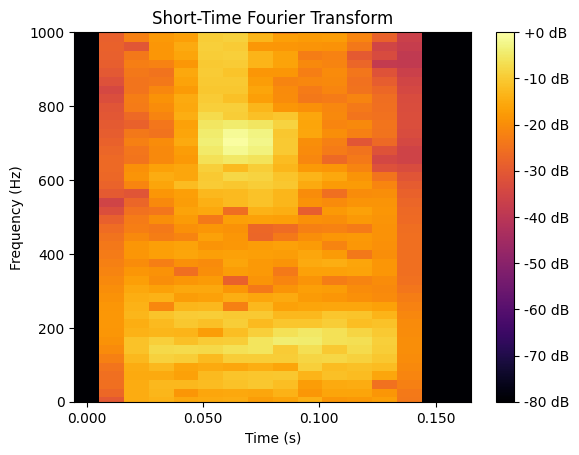 Short-Time Fourier Transform
1000
800
600
400
200
0
Frequency (Hz)
0.000
0.050
0.100
0.150
Time (s)
+0 dB
-10 dB
-20 dB
-30 dB
-40 dB
-50 dB
-60 dB
-70 dB
-80 dB